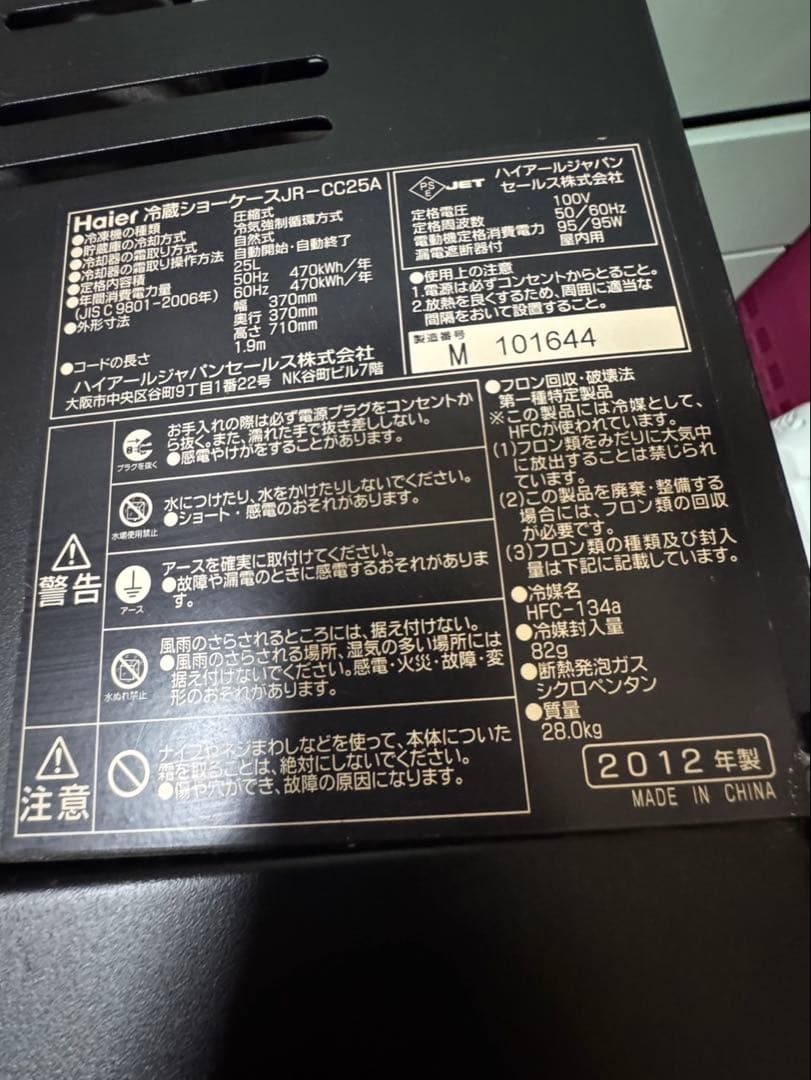 Haier 冷蔵ショーケースJR-CC25A
●冷凍機の種類 圧縮式
●貯蔵庫の冷却方式 冷気強制循環方式
●冷却器の霜取り方式 自然式
●冷却器の霜取り操作方法 自動開始・自動終了
●定格内容積 25L
●年間消費電力量 50Hz 470kWh/年
(JIS C 9801-2006年) 60Hz 470kWh/年
●外形寸法 幅 370mm
奥行 370mm
高さ 710mm
●コードの長さ 1.9m
ハイアールジャパンセールス株式会社
大阪市中央区谷町9丁目1番22号 NK谷町ビル7階
PS
E
JET
ハイアールジャパン
セールス株式会社
定格電圧 100V
定格周波数 50/60Hz
電動機定格消費電力 95/95W
漏電遮断器付 屋内用
●使用上の注意
1.電源は必ずコンセントからとること。
2.放熱を良くするため、周囲に適当な
間隔をおいて設置すること。
製造番号
M 101644
警告
プラグを抜く
お手入れの際は必ず電源プラグをコンセントか
ら抜く。また、濡れた手で抜き差ししない。
●感電やけがをすることがあります。
水場使用禁止
水につけたり、水をかけたりしないでください。
●ショート・感電のおそれがあります。
アース
アースを確実に取付けてください。
●故障や漏電のときに感電するおそれがありま
す。
水ぬれ禁止
風雨のさらされるところには、据え付けない。
●風雨のさらされる場所、湿気の多い場所には
据え付けないでください。感電・火災・故障・変
形のおそれがあります。
注意
ナイフやネジまわしなどを使って、本体についた
霜を取ることは、絶対にしないでください。
●傷や穴ができ、故障の原因になります。
●フロン回収・破壊法
第一種特定製品
※この製品には冷媒として、
HFCが使われています。
(1)フロン類をみだりに大気中
に放出することは禁じられ
ています。
(2)この製品を廃棄・整備する
場合には、フロン類の回収
が必要です。
(3)フロン類の種類及び封入
量は下記に記載しています。
●冷媒名
HFC-134a
●冷媒封入量
82g
●断熱発泡ガス
シクロペンタン
●質量
28.0kg
2012年製
MADE IN CHINA